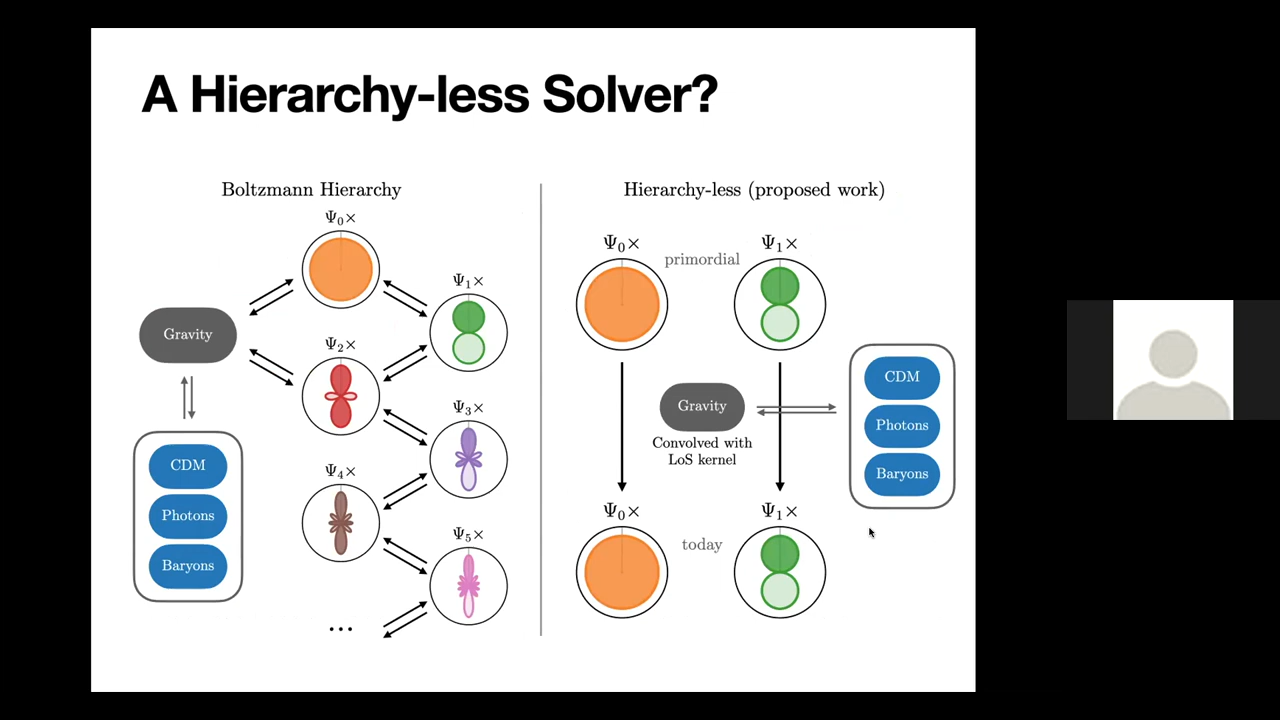 A Hierarchy-less Solver?
Boltzmann Hierarchy
Ψ₀×
Ψ₁×
Gravity
Ψ₂×
Ψ₃×
CDM
Ψ₄×
Photons
Ψ₅×
Baryons
...
Hierarchy-less (proposed work)
Ψ₀×
primordial
Ψ₁×
Gravity
Convolved with
LoS kernel
CDM
Photons
Baryons
Ψ₀×
today
Ψ₁×